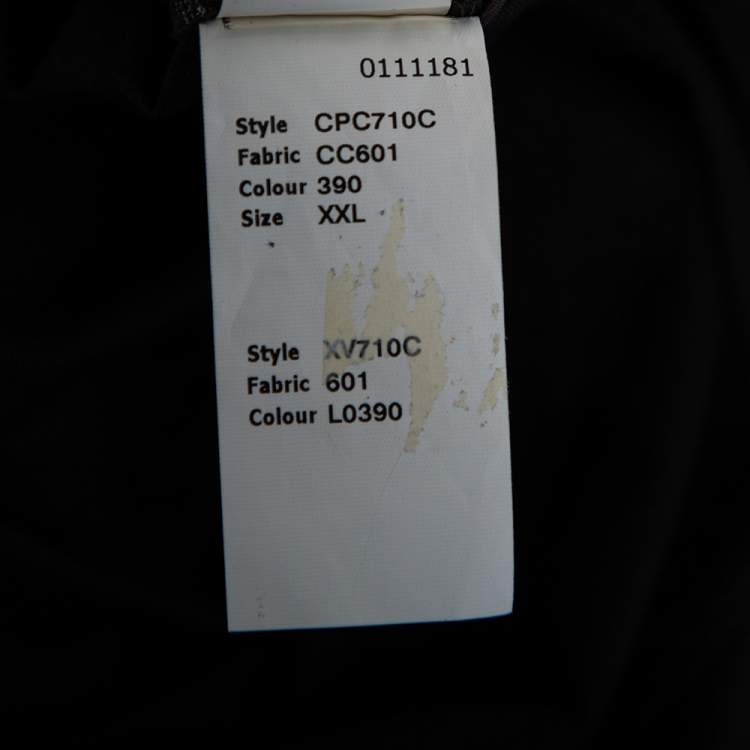 0111181
Style CPC710C
Fabric CC601
Colour 390
Size XXL
Style XV710C
Fabric 601
Colour L0390